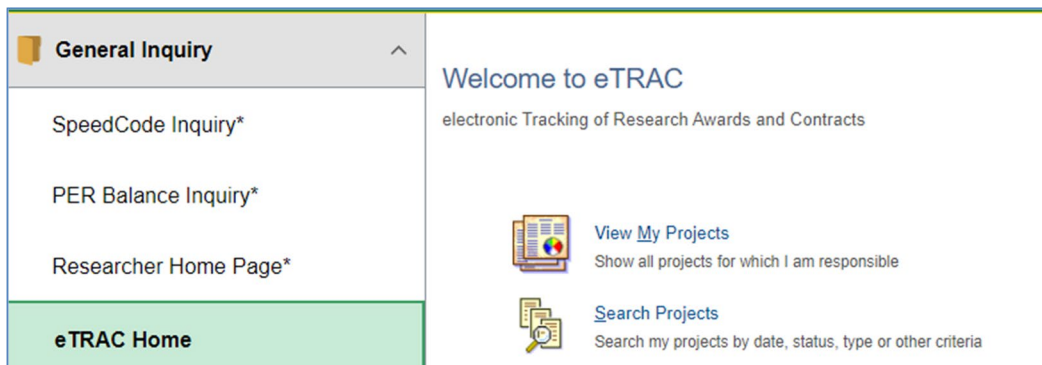 General Inquiry
SpeedCode Inquiry*
PER Balance Inquiry*
Researcher Home Page*
eTRAC Home
Welcome to eTRAC
electronic Tracking of Research Awards and Contracts
View My Projects
Show all projects for which I am responsible
Search Projects
Search my projects by date, status, type or other criteria